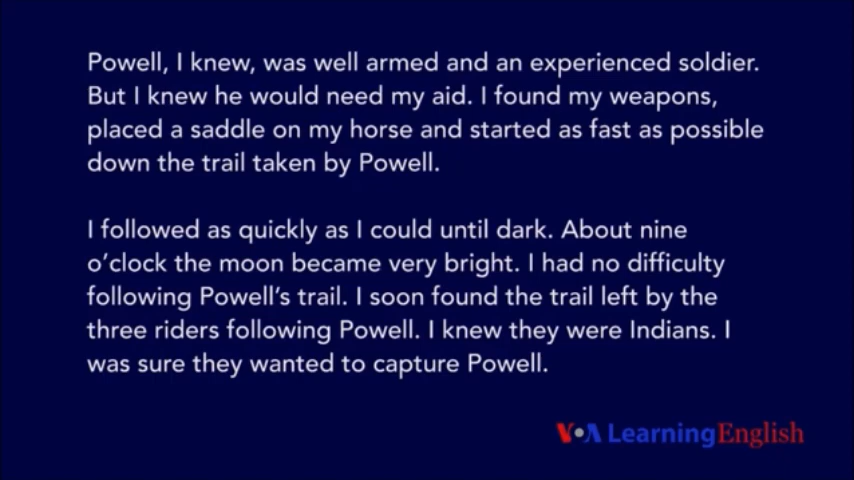 Powell, I knew, was well armed and an experienced soldier.
But I knew he would need my aid. I found my weapons,
placed a saddle on my horse and started as fast as possible
down the trail taken by Powell.
I followed as quickly as I could until dark. About nine
o’clock the moon became very bright. I had no difficulty
following Powell’s trail. I soon found the trail left by the
three riders following Powell. I knew they were Indians. I
was sure they wanted to capture Powell.
VOA Learning English